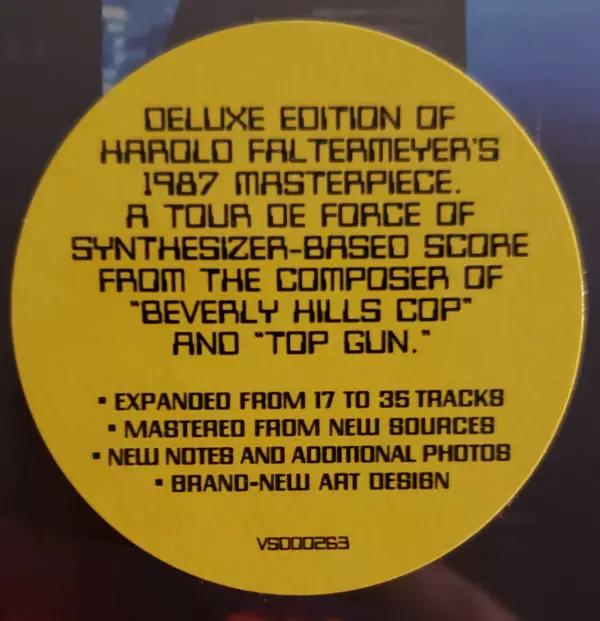 DELUXE EDITION OF
HAROLD FALTERMEYER'S
1987 MASTERPIECE.
A TOUR DE FORCE OF
SYNTHESIZER-BASED SCORE
FROM THE COMPOSER OF
"BEVERLY HILLS COP"
AND "TOP GUN."
▪ EXPANDED FROM 17 TO 35 TRACKS
▪ MASTERED FROM NEW SOURCES
▪ NEW NOTES AND ADDITIONAL PHOTOS
▪ BRAND-NEW ART DESIGN
VS000263